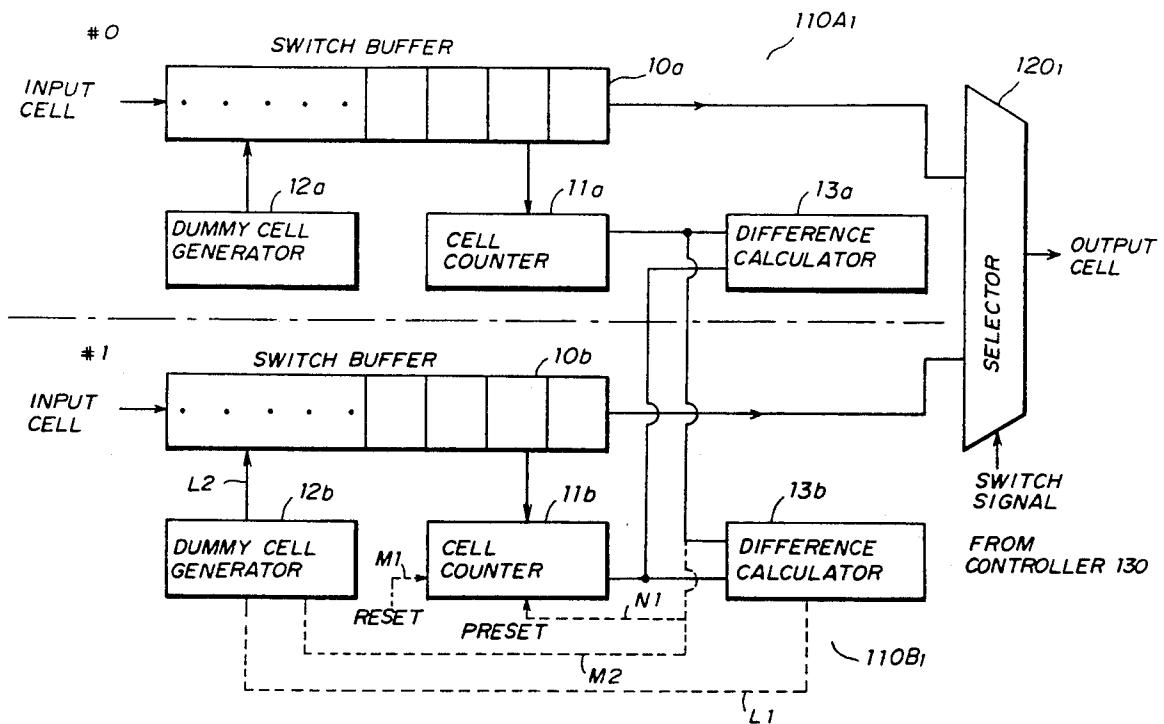 #0
110A1
SWITCH BUFFER
10a
1201
INPUT
CELL
12a
11a
13a
DUMMY CELL
GENERATOR
CELL
COUNTER
DIFFERENCE
CALCULATOR
SELECTOR
OUTPUT
CELL
#1
SWITCH BUFFER
10b
INPUT
CELL
L2
12b
11b
13b
SWITCH
SIGNAL
DUMMY CELL
GENERATOR
M1
CELL
COUNTER
DIFFERENCE
CALCULATOR
FROM
CONTROLLER 130
RESET
PRESET
N1
M2
110B1
L1